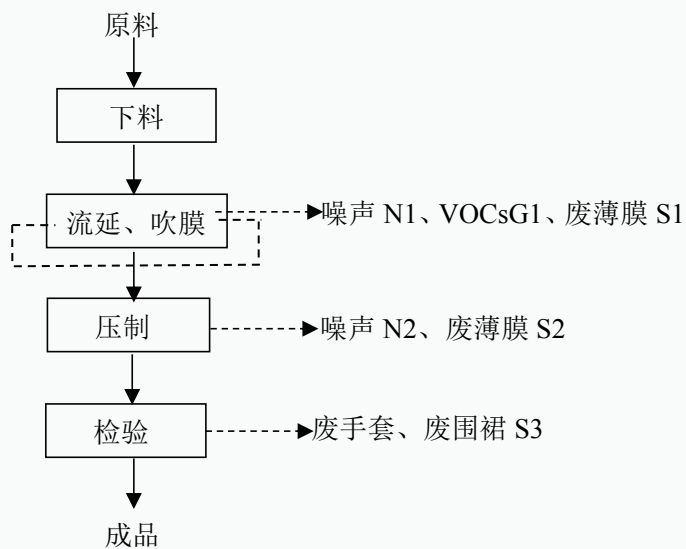 原料
下料
流延、吹膜
噪声 N1、VOCsG1、废薄膜 S1
压制
噪声 N2、废薄膜 S2
检验
废手套、废围裙 S3
成品